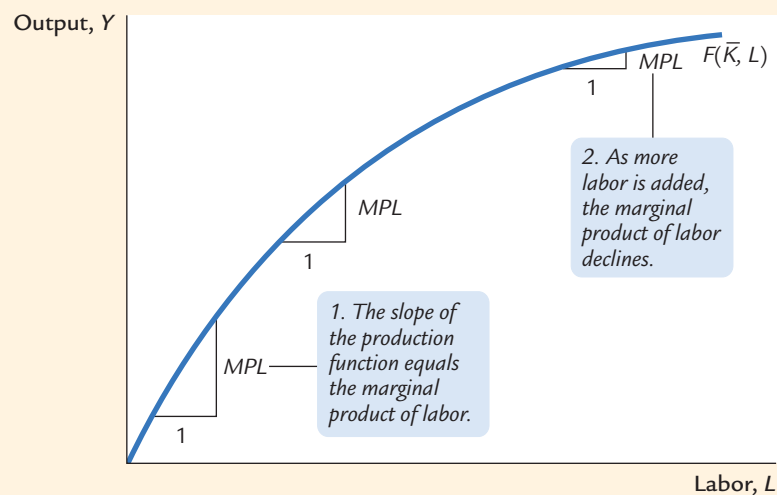 Output, Y
MPL
F(K̄, L)
1
2. As more
labor is added,
the marginal
product of labor
declines.
MPL
1
1. The slope of
the production
function equals
the marginal
product of labor.
MPL
1
Labor, L